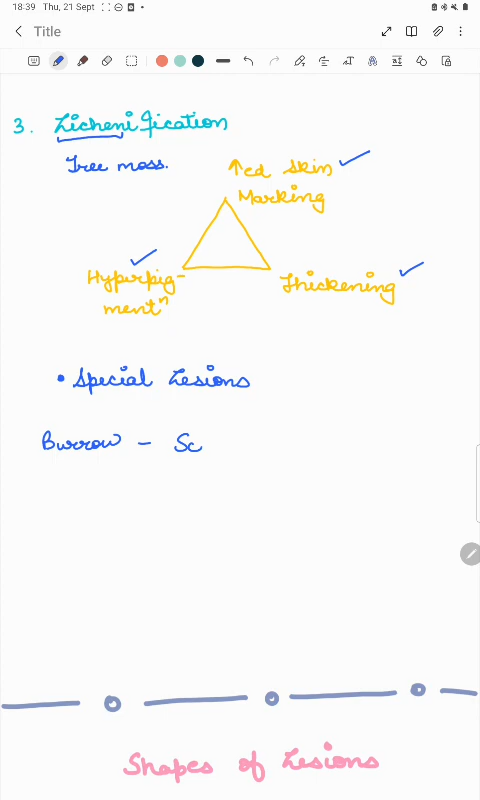 18:39 Thu, 21 Sept
Title
3. Lichenification
Tree moss.
↑ed Skin
Marking
Hyperpig-
mentⁿ
Thickening
• Special Lesions
Burrow - Sc
Shapes of Lesions